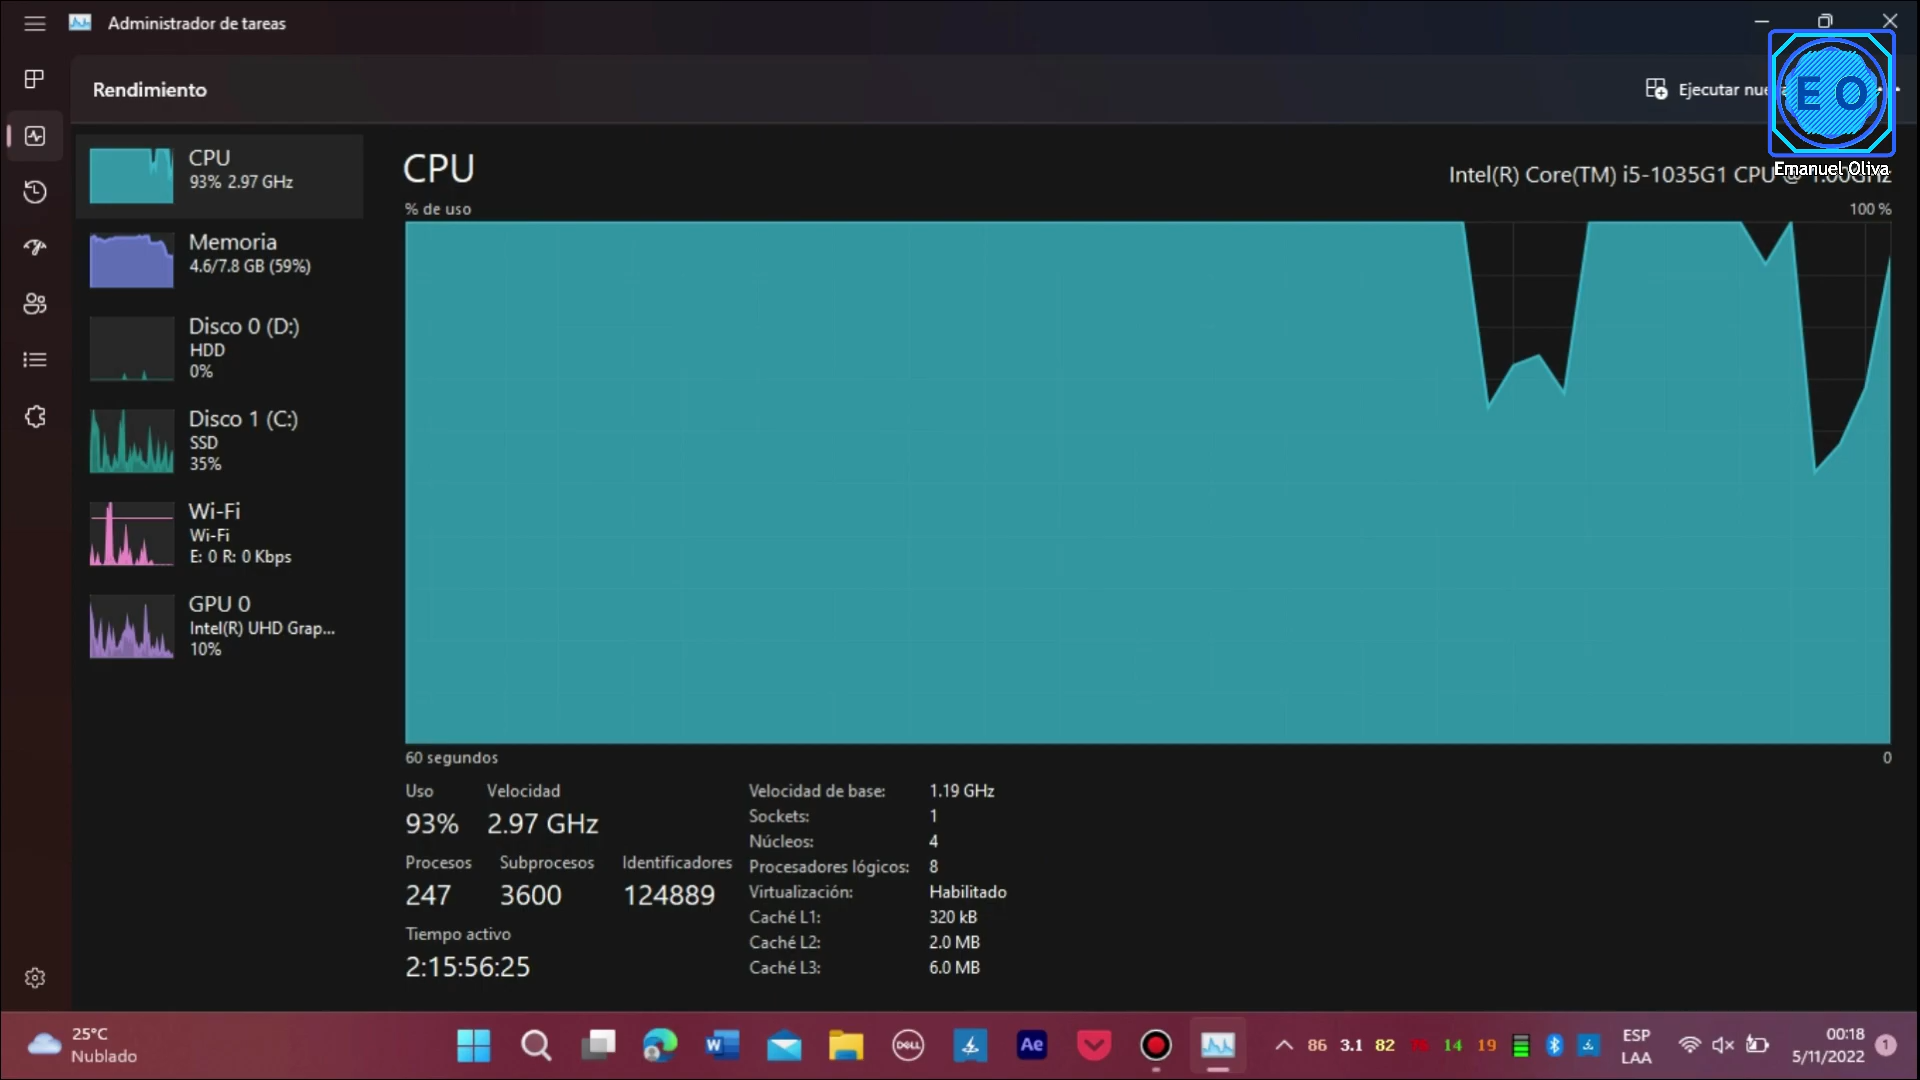 Administrador de tareas
Rendimiento
Ejecutar
EO
Emanuel Oliva
CPU
93% 2.97 GHz
Memoria
4.6/7.8 GB (59%)
Disco 0 (D:)
HDD
0%
Disco 1 (C:)
SSD
35%
Wi-Fi
Wi-Fi
E: 0 R: 0 Kbps
GPU 0
Intel(R) UHD Grap...
10%
CPU
Intel(R) Core(TM) i5-1035G1 CPU @ 1.00GHz
% de uso
100 %
60 segundos
0
Uso
93%
Velocidad
2.97 GHz
Procesos
247
Subprocesos
3600
Identificadores
124889
Tiempo activo
2:15:56:25
Velocidad de base: 1.19 GHz
Sockets: 1
Núcleos: 4
Procesadores lógicos: 8
Virtualización: Habilitado
Caché L1: 320 kB
Caché L2: 2.0 MB
Caché L3: 6.0 MB
25°C
Nublado
W
DELL
Ae
86 3.1 82 14 19
ESP
LAA
00:18
5/11/2022
1